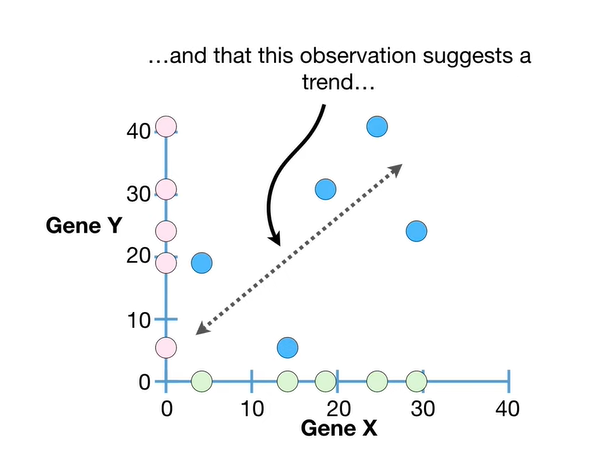 …and that this observation suggests a
trend…
40
30
Gene Y
20
10
0
0 10 20 30 40
Gene X